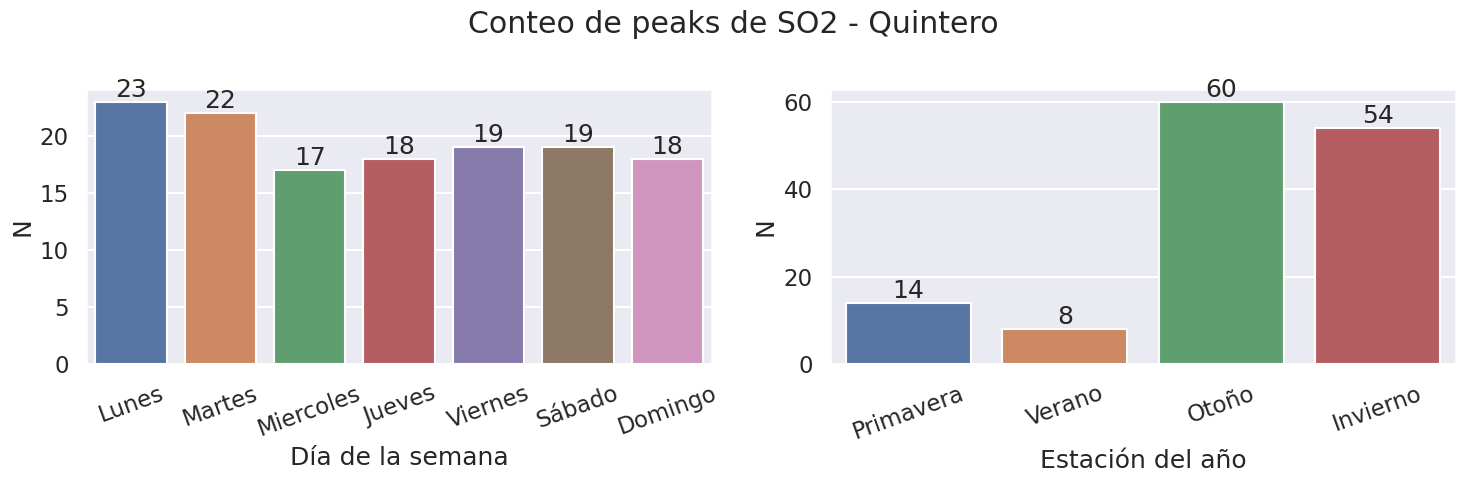 Conteo de peaks de SO2 - Quintero
23
22
17
18
19
19
18
20
15
10
5
0
N
Lunes
Martes
Miercoles
Jueves
Viernes
Sábado
Domingo
Día de la semana
14
8
60
54
60
40
20
0
N
Primavera
Verano
Otoño
Invierno
Estación del año